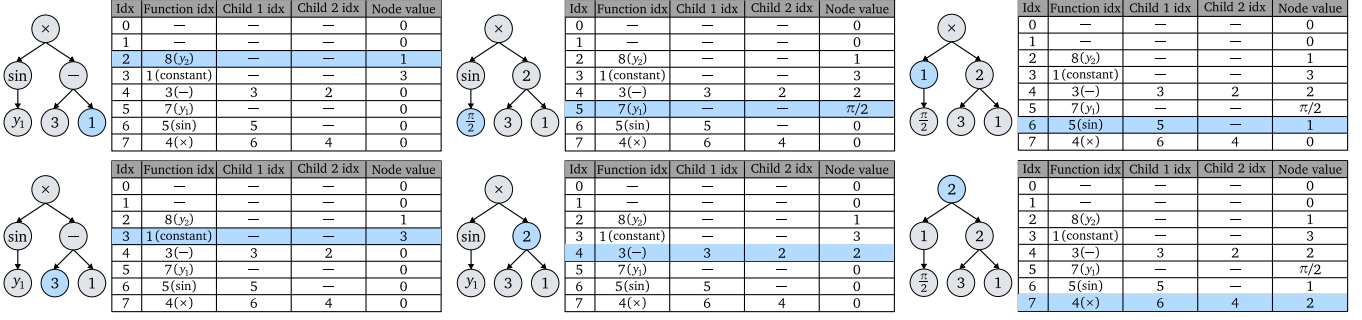 ×
sin −
y₁ 3 1
Idx Function idx Child 1 idx Child 2 idx Node value
0 — — — 0
1 — — — 0
2 8(y₂) — — 1
3 1(constant) — — 3
4 3(−) 3 2 0
5 7(y₁) — — 0
6 5(sin) 5 — 0
7 4(×) 6 4 0
×
sin 2
π/2 3 1
Idx Function idx Child 1 idx Child 2 idx Node value
0 — — — 0
1 — — — 0
2 8(y₂) — — 1
3 1(constant) — — 3
4 3(−) 3 2 2
5 7(y₁) — — π/2
6 5(sin) 5 — 0
7 4(×) 6 4 0
×
1 2
π/2 3 1
Idx Function idx Child 1 idx Child 2 idx Node value
0 — — — 0
1 — — — 0
2 8(y₂) — — 1
3 1(constant) — — 3
4 3(−) 3 2 2
5 7(y₁) — — π/2
6 5(sin) 5 — 1
7 4(×) 6 4 0
×
sin −
y₁ 3 1
Idx Function idx Child 1 idx Child 2 idx Node value
0 — — — 0
1 — — — 0
2 8(y₂) — — 1
3 1(constant) — — 3
4 3(−) 3 2 0
5 7(y₁) — — 0
6 5(sin) 5 — 0
7 4(×) 6 4 0
×
sin 2
y₁ 3 1
Idx Function idx Child 1 idx Child 2 idx Node value
0 — — — 0
1 — — — 0
2 8(y₂) — — 1
3 1(constant) — — 3
4 3(−) 3 2 2
5 7(y₁) — — 0
6 5(sin) 5 — 0
7 4(×) 6 4 0
2
1 2
π/2 3 1
Idx Function idx Child 1 idx Child 2 idx Node value
0 — — — 0
1 — — — 0
2 8(y₂) — — 1
3 1(constant) — — 3
4 3(−) 3 2 2
5 7(y₁) — — π/2
6 5(sin) 5 — 1
7 4(×) 6 4 2